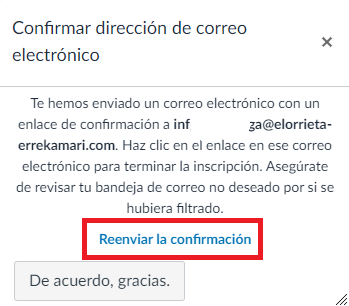 Confirmar dirección de correo
electrónico
×
Te hemos enviado un correo electrónico con un
enlace de confirmación a inf ga@elorrieta-
errekamari.com. Haz clic en el enlace en ese correo
electrónico para terminar la inscripción. Asegúrate
de revisar tu bandeja de correo no deseado por si se
hubiera filtrado.
Reenviar la confirmación
De acuerdo, gracias.